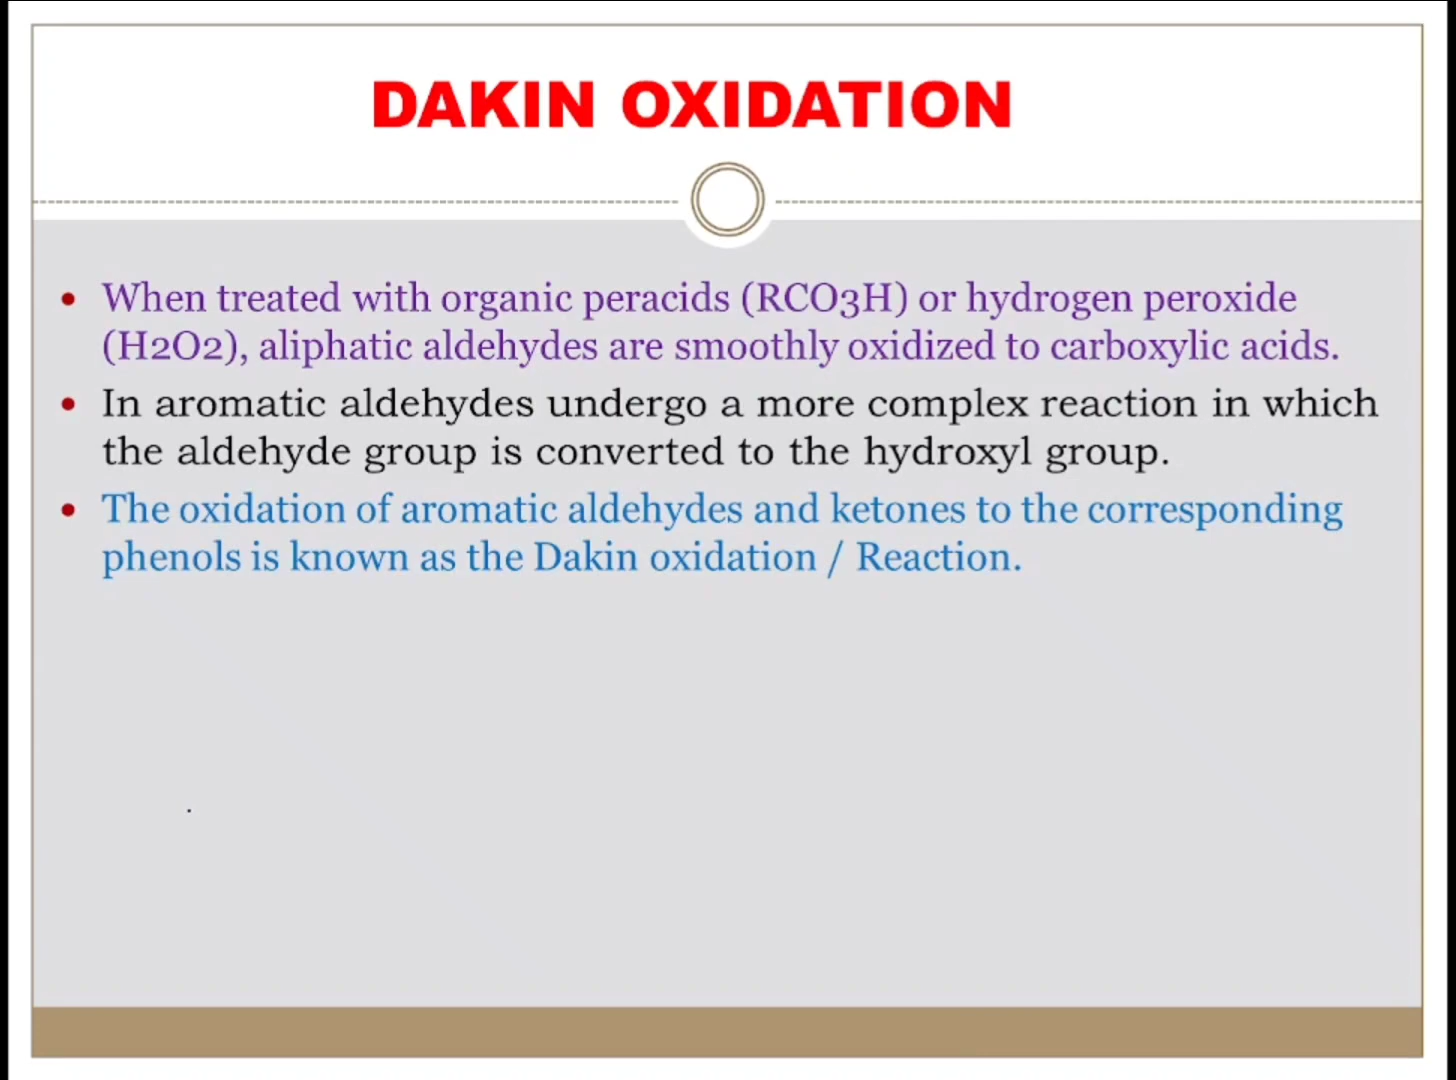 DAKIN OXIDATION
• When treated with organic peracids (RCO3H) or hydrogen peroxide
(H2O2), aliphatic aldehydes are smoothly oxidized to carboxylic acids.
• In aromatic aldehydes undergo a more complex reaction in which
the aldehyde group is converted to the hydroxyl group.
• The oxidation of aromatic aldehydes and ketones to the corresponding
phenols is known as the Dakin oxidation / Reaction.
.